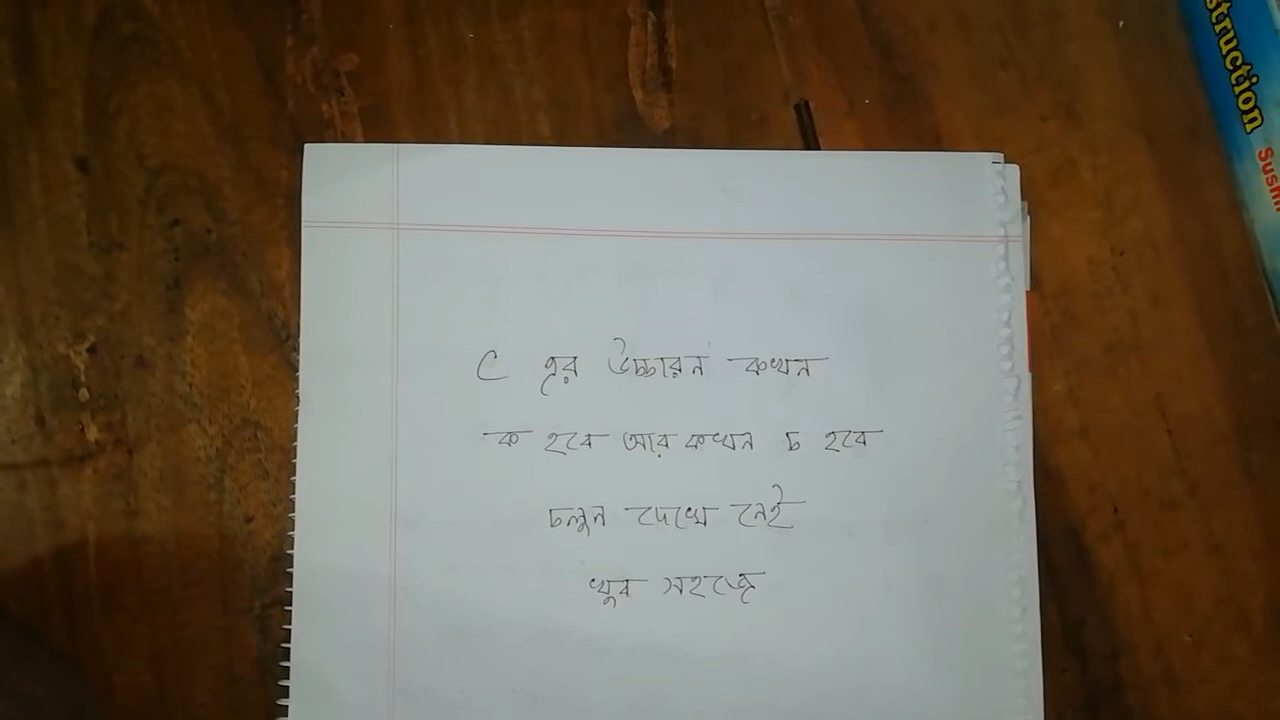 C এর উচ্চারন কখন
ক হবে আর কখন চ হবে
চলুন দেখে নেই
খুব সহজে
struction